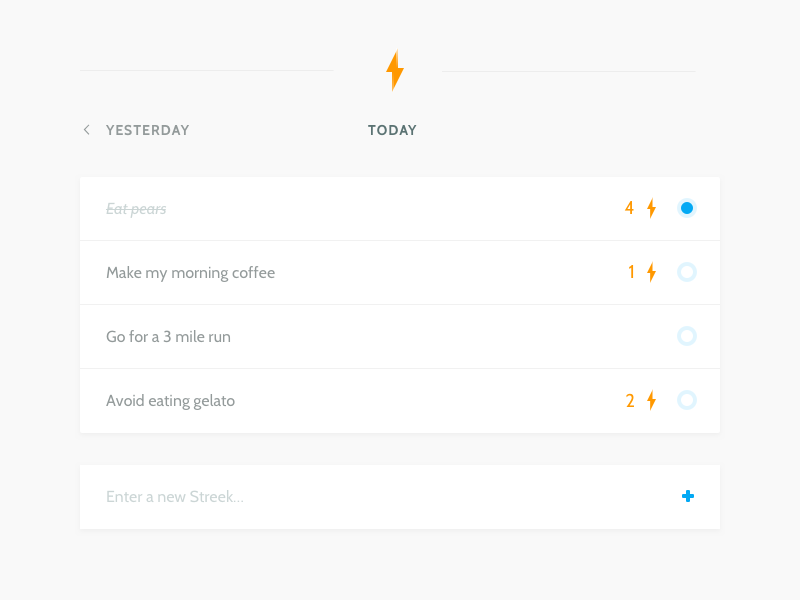 YESTERDAY
TODAY
Eat pears 4
Make my morning coffee 1
Go for a 3 mile run
Avoid eating gelato 2
Enter a new Streek...